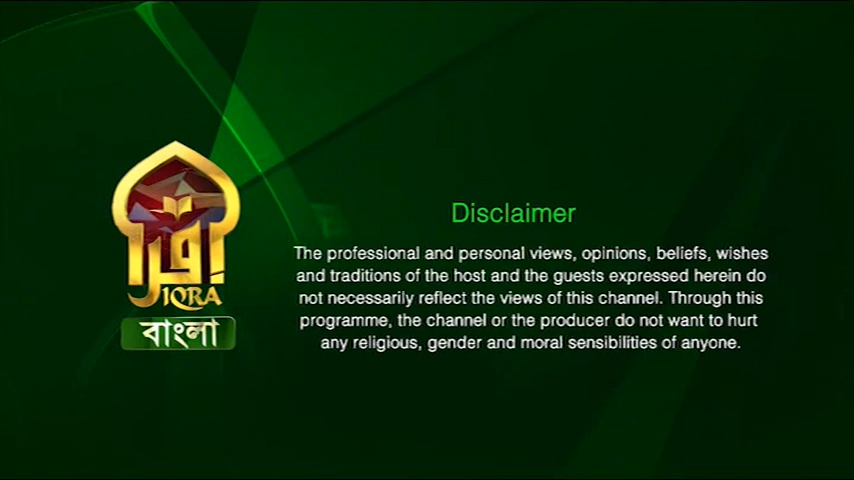 IQRA
বাংলা
Disclaimer
The professional and personal views, opinions, beliefs, wishes
and traditions of the host and the guests expressed herein do
not necessarily reflect the views of this channel. Through this
programme, the channel or the producer do not want to hurt
any religious, gender and moral sensibilities of anyone.